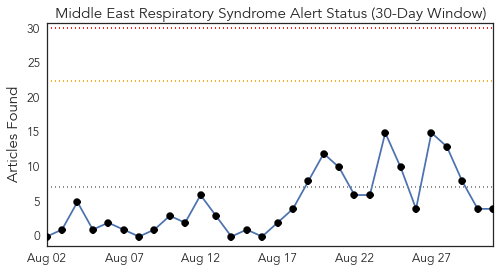 Middle East Respiratory Syndrome Alert Status (30-Day Window)
Articles Found
30
25
20
15
10
5
0
Aug 02 Aug 07 Aug 12 Aug 17 Aug 22 Aug 27